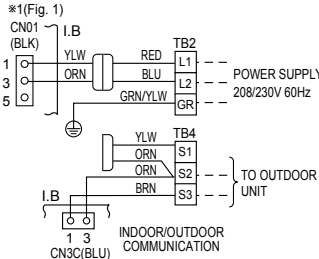 ※1(Fig. 1)
CN01
(BLK)
I.B
TB2
1 YLW RED L1
3 ORN BLU L2
5 GRN/YLW GR
POWER SUPPLY
208/230V 60Hz
TB4
YLW S1
ORN
ORN S2
BRN S3
TO OUTDOOR
UNIT
I.B
1 3
CN3C(BLU)
INDOOR/OUTDOOR
COMMUNICATION